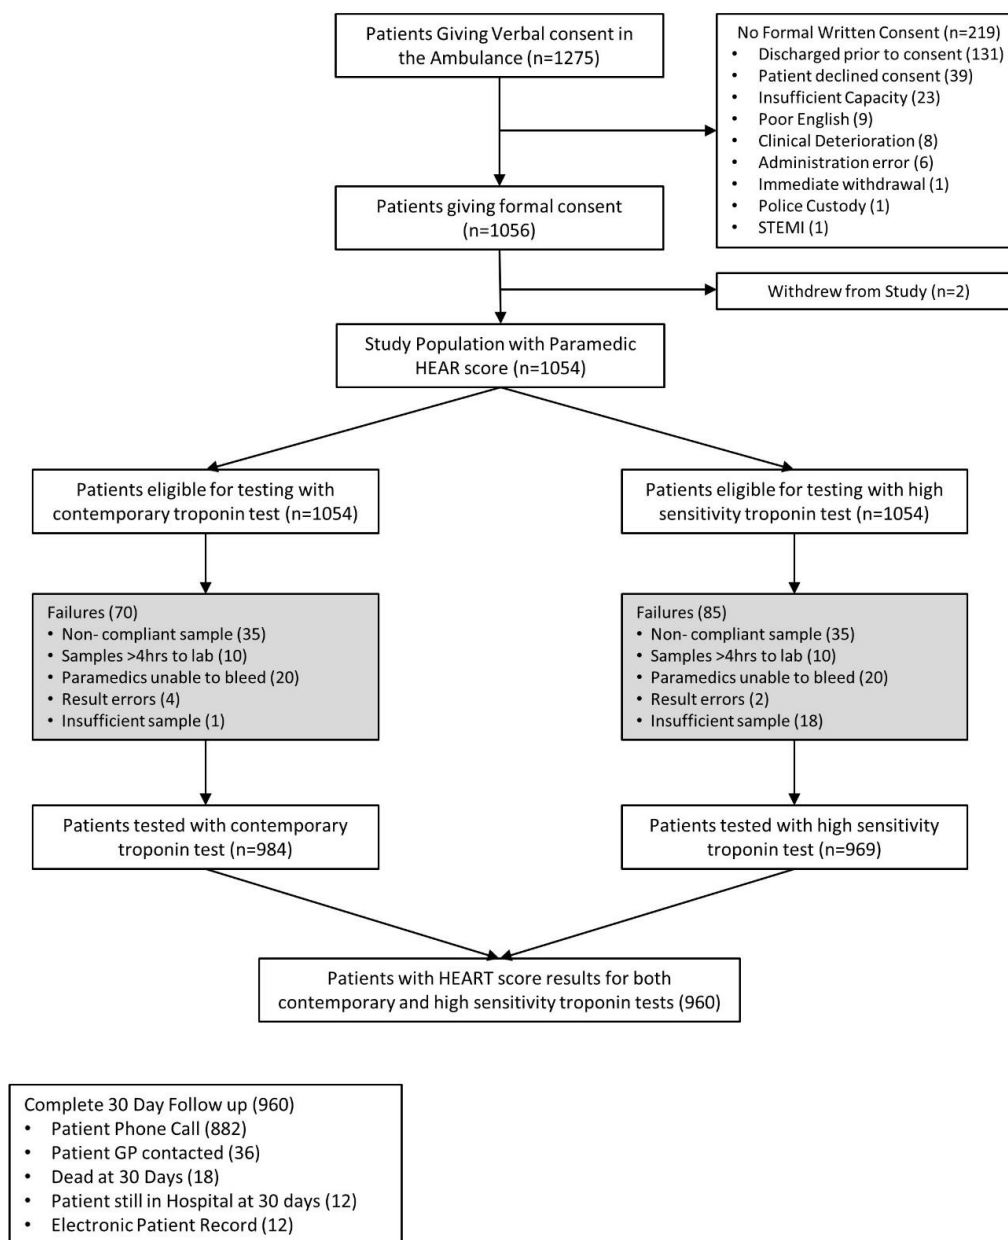 Patients Giving Verbal consent in
the Ambulance (n=1275)
No Formal Written Consent (n=219)
• Discharged prior to consent (131)
• Patient declined consent (39)
• Insufficient Capacity (23)
• Poor English (9)
• Clinical Deterioration (8)
• Administration error (6)
• Immediate withdrawal (1)
• Police Custody (1)
• STEMI (1)
Patients giving formal consent
(n=1056)
Withdrew from Study (n=2)
Study Population with Paramedic
HEAR score (n=1054)
Patients eligible for testing with
contemporary troponin test (n=1054)
Patients eligible for testing with high
sensitivity troponin test (n=1054)
Failures (70)
• Non- compliant sample (35)
• Samples >4hrs to lab (10)
• Paramedics unable to bleed (20)
• Result errors (4)
• Insufficient sample (1)
Failures (85)
• Non- compliant sample (35)
• Samples >4hrs to lab (10)
• Paramedics unable to bleed (20)
• Result errors (2)
• Insufficient sample (18)
Patients tested with contemporary
troponin test (n=984)
Patients tested with high sensitivity
troponin test (n=969)
Patients with HEART score results for both
contemporary and high sensitivity troponin tests (960)
Complete 30 Day Follow up (960)
• Patient Phone Call (882)
• Patient GP contacted (36)
• Dead at 30 Days (18)
• Patient still in Hospital at 30 days (12)
• Electronic Patient Record (12)